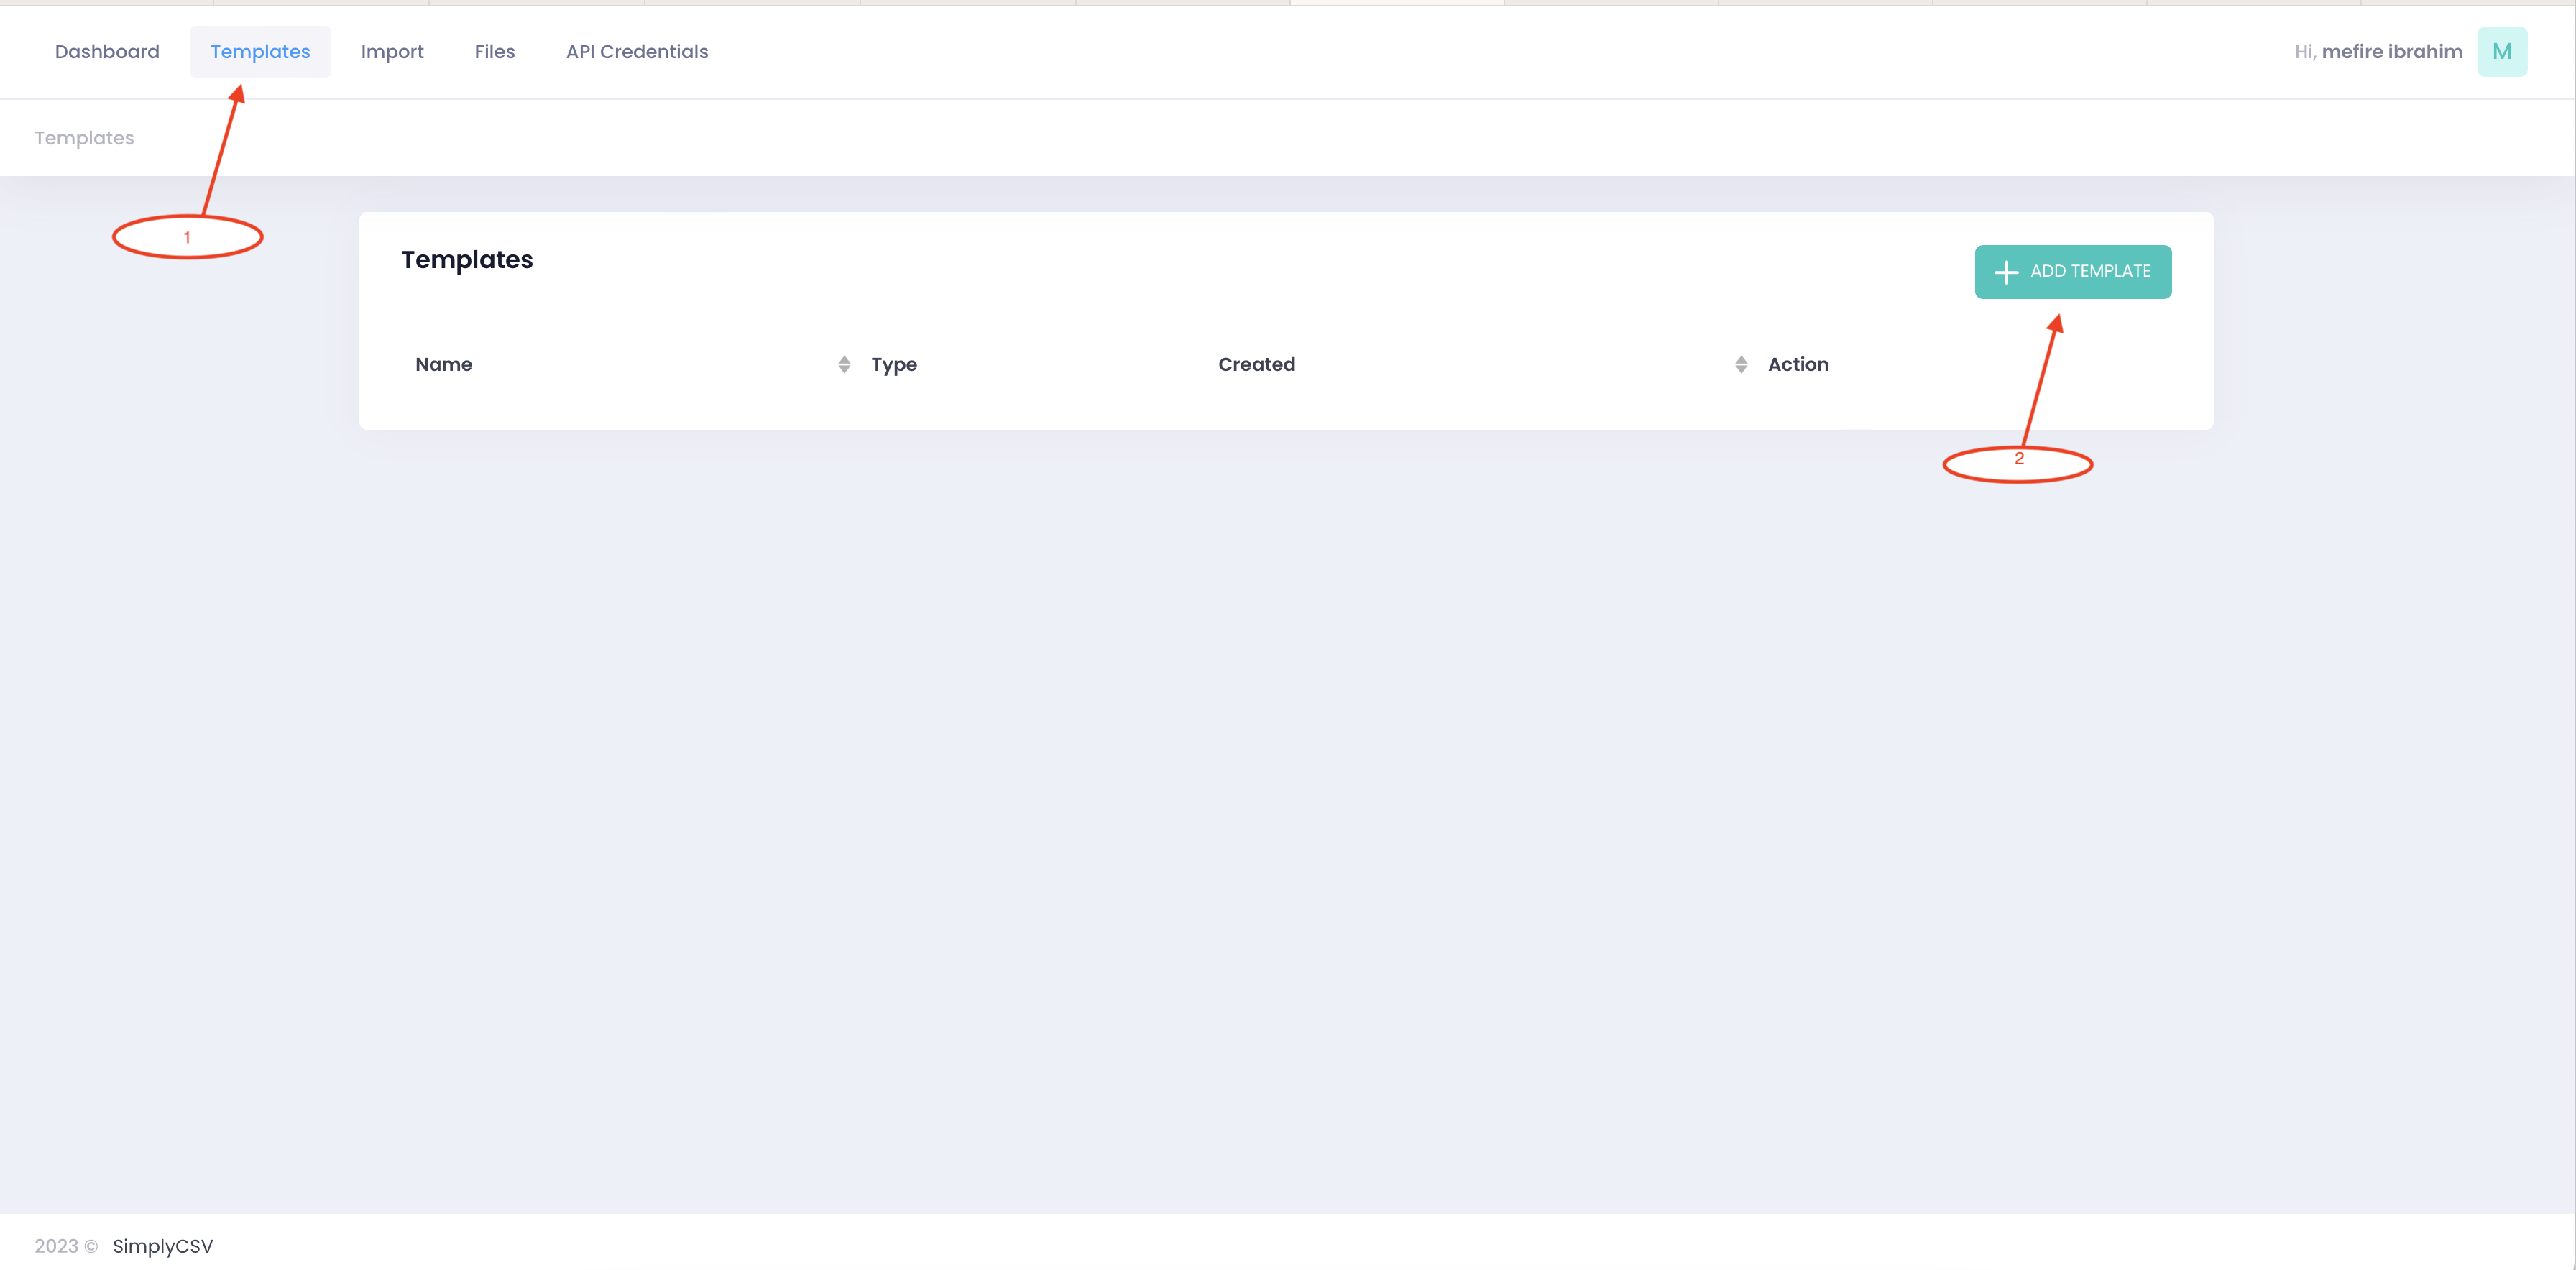 Dashboard Templates Import Files API Credentials Hi, mefire ibrahim M
Templates
1
Templates
ADD TEMPLATE
Name Type Created Action
2
2023 © SimplyCSV